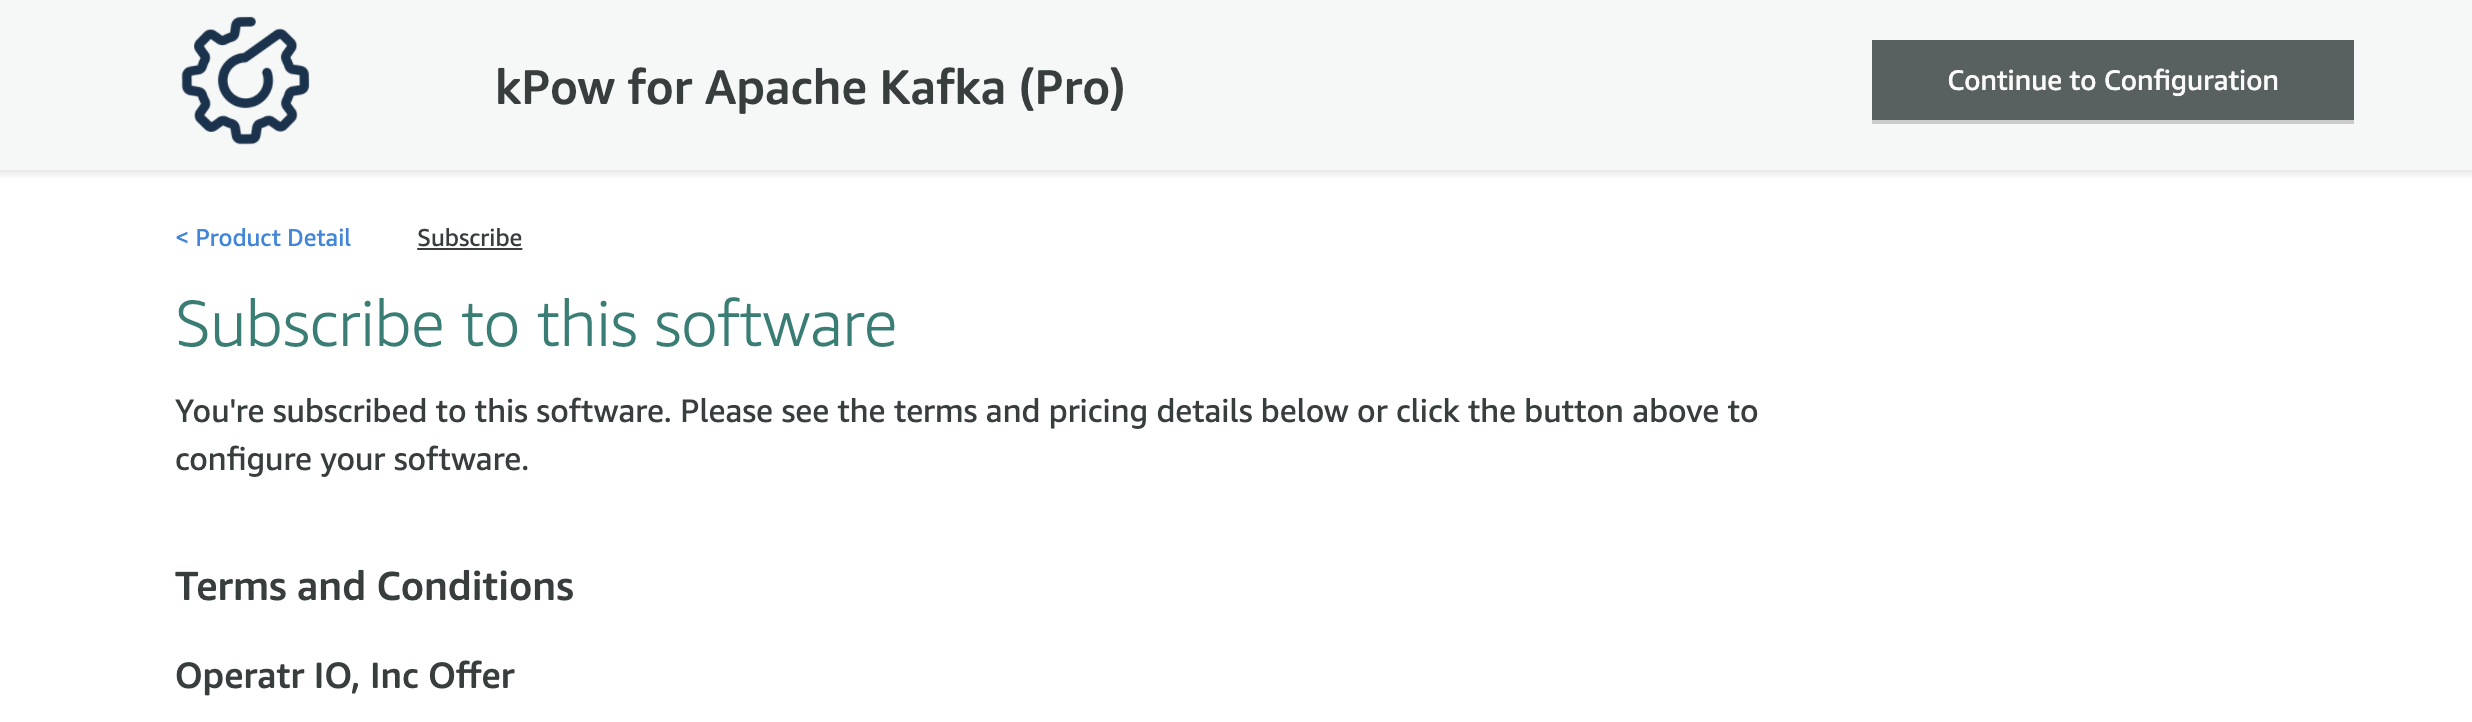 kPow for Apache Kafka (Pro)
Continue to Configuration
< Product Detail
Subscribe
Subscribe to this software
You're subscribed to this software. Please see the terms and pricing details below or click the button above to
configure your software.
Terms and Conditions
Operatr IO, Inc Offer